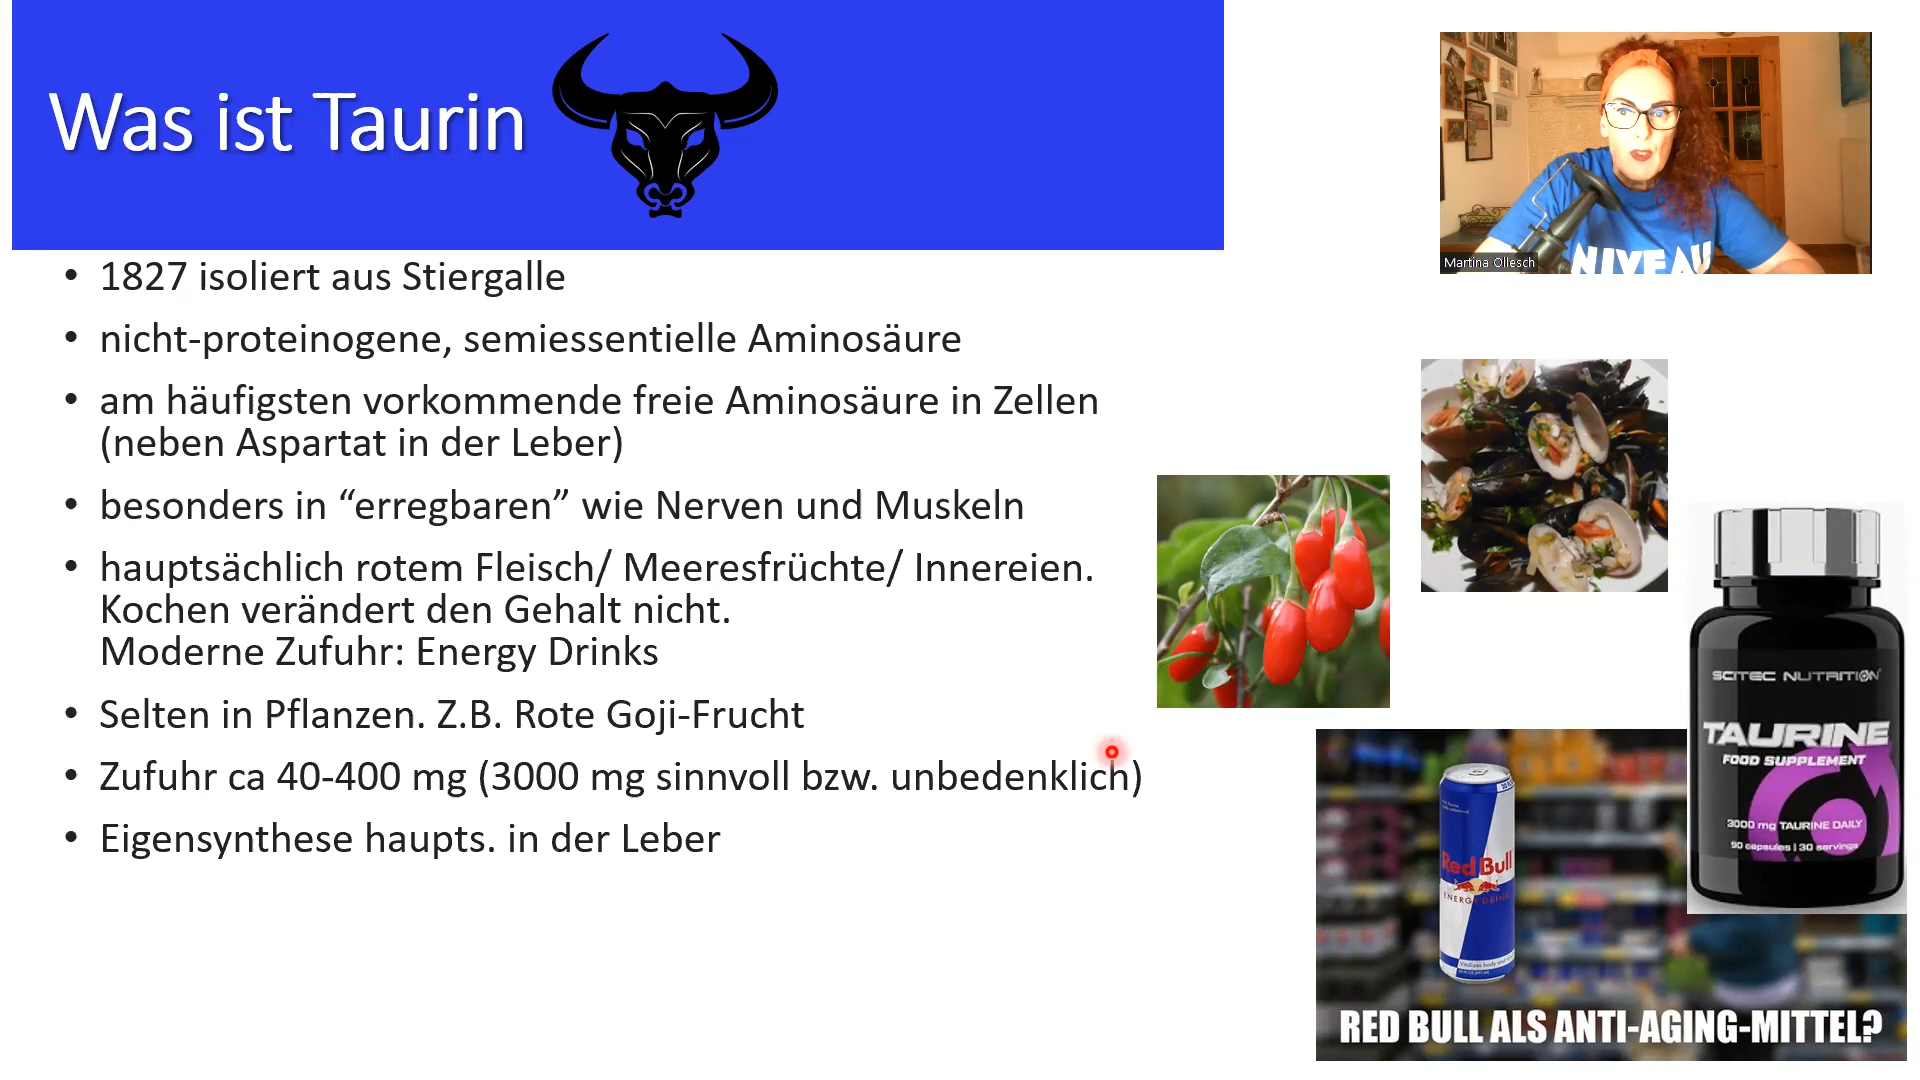 Was ist Taurin
Martina Ollesch
NIVEAU
• 1827 isoliert aus Stiergalle
• nicht-proteinogene, semiessentielle Aminosäure
• am häufigsten vorkommende freie Aminosäure in Zellen
(neben Aspartat in der Leber)
• besonders in “erregbaren” wie Nerven und Muskeln
• hauptsächlich rotem Fleisch/ Meeresfrüchte/ Innereien.
Kochen verändert den Gehalt nicht.
Moderne Zufuhr: Energy Drinks
• Selten in Pflanzen. Z.B. Rote Goji-Frucht
• Zufuhr ca 40-400 mg (3000 mg sinnvoll bzw. unbedenklich)
• Eigensynthese haupts. in der Leber
SCITEC NUTRITION
TAURINE
FOOD SUPPLEMENT
3000 mg TAURINE DAILY
90 capsules | 30 servings
Red Bull
ENERGY DRINK
Vitalizes body and
RED BULL ALS ANTI-AGING-MITTEL?